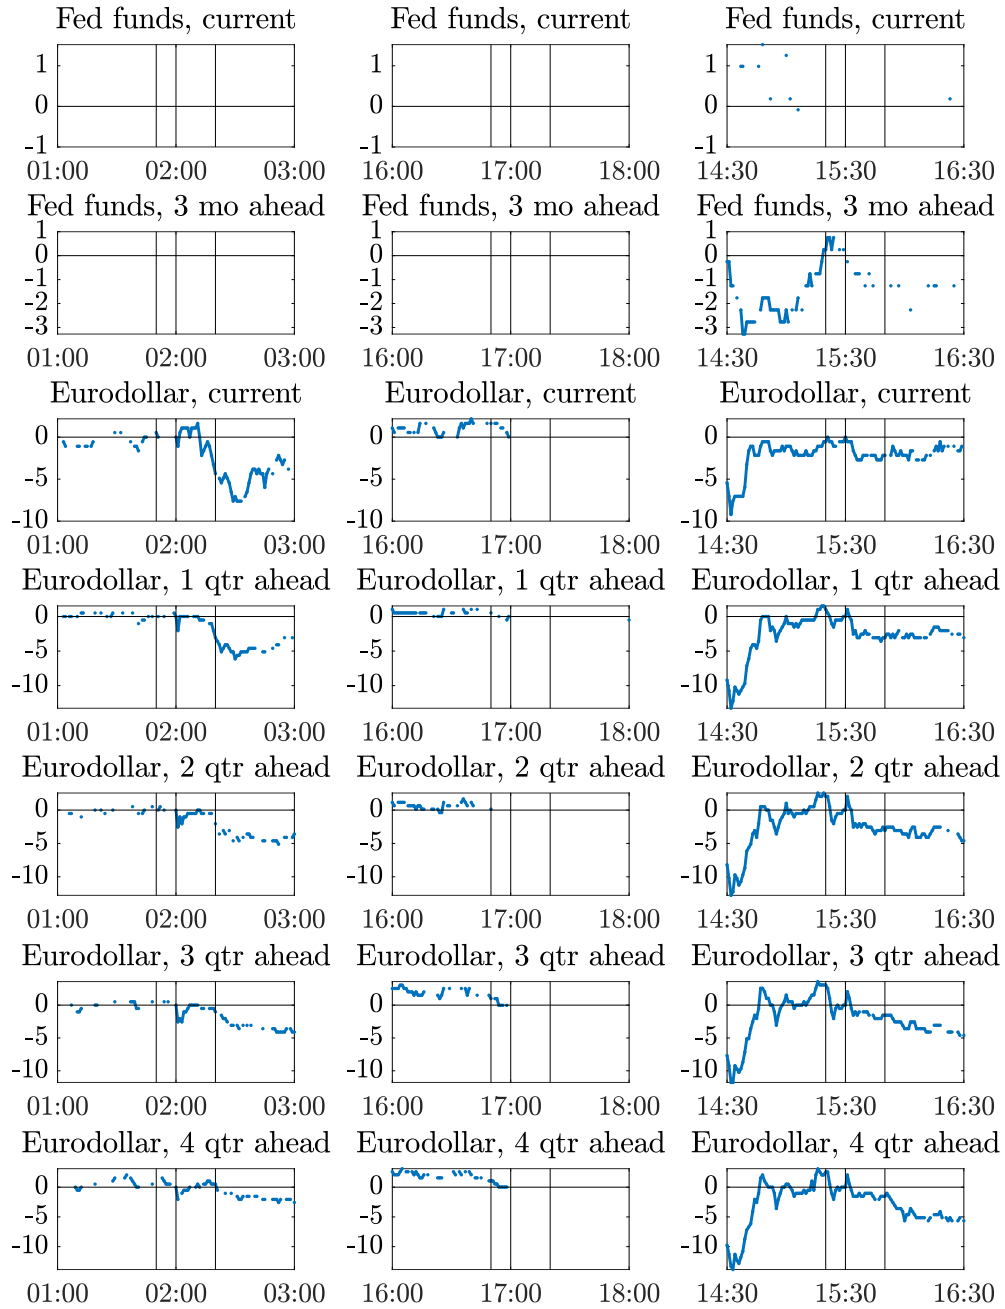 Fed funds, current Fed funds, current Fed funds, current
1 1 1
0 0 0
-1 -1 -1
01:00 02:00 03:00 16:00 17:00 18:00 14:30 15:30 16:30
Fed funds, 3 mo ahead Fed funds, 3 mo ahead Fed funds, 3 mo ahead
1 1 1
0 0 0
-1 -1 -1
-2 -2 -2
-3 -3 -3
01:00 02:00 03:00 16:00 17:00 18:00 14:30 15:30 16:30
Eurodollar, current Eurodollar, current Eurodollar, current
0 0 0
-5 -5 -5
-10 -10 -10
01:00 02:00 03:00 16:00 17:00 18:00 14:30 15:30 16:30
Eurodollar, 1 qtr ahead Eurodollar, 1 qtr ahead Eurodollar, 1 qtr ahead
0 0 0
-5 -5 -5
-10 -10 -10
01:00 02:00 03:00 16:00 17:00 18:00 14:30 15:30 16:30
Eurodollar, 2 qtr ahead Eurodollar, 2 qtr ahead Eurodollar, 2 qtr ahead
0 0 0
-5 -5 -5
-10 -10 -10
01:00 02:00 03:00 16:00 17:00 18:00 14:30 15:30 16:30
Eurodollar, 3 qtr ahead Eurodollar, 3 qtr ahead Eurodollar, 3 qtr ahead
0 0 0
-5 -5 -5
-10 -10 -10
01:00 02:00 03:00 16:00 17:00 18:00 14:30 15:30 16:30
Eurodollar, 4 qtr ahead Eurodollar, 4 qtr ahead Eurodollar, 4 qtr ahead
0 0 0
-5 -5 -5
-10 -10 -10
01:00 02:00 03:00 16:00 17:00 18:00 14:30 15:30 16:30